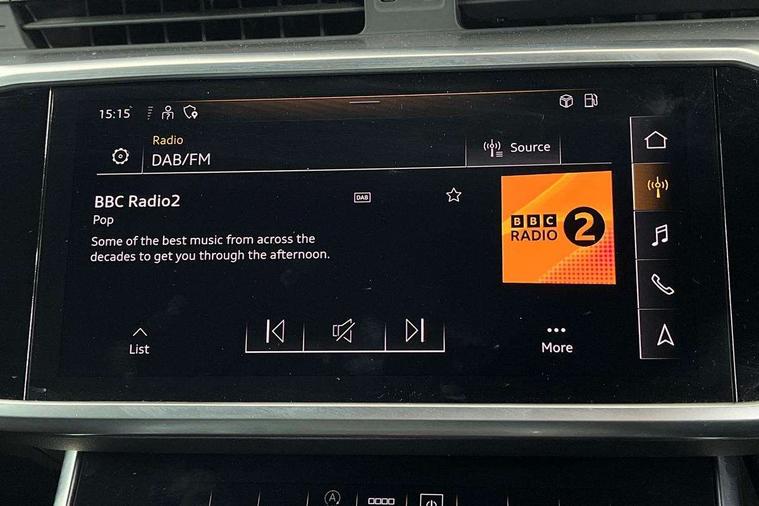 15:15
Radio
DAB/FM
Source
BBC Radio2
DAB
Pop
Some of the best music from across the
decades to get you through the afternoon.
BBC
RADIO 2
List
More
A